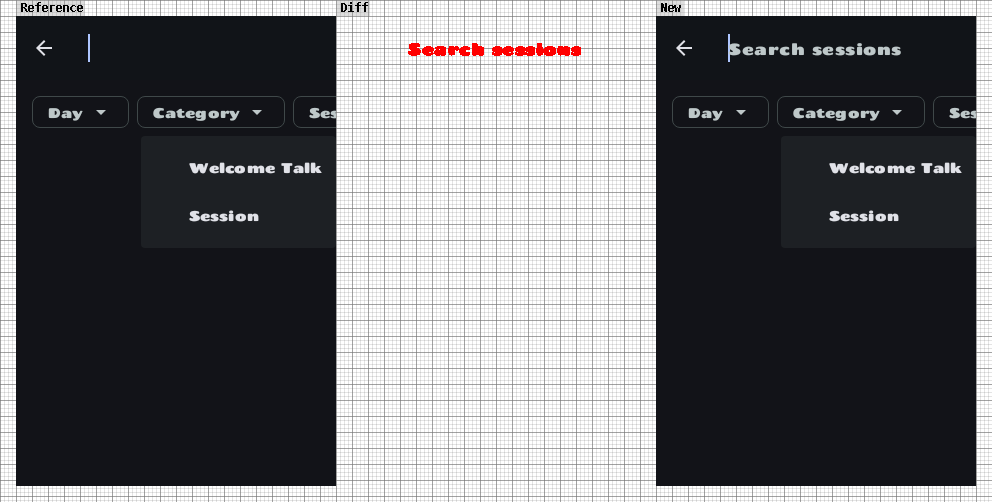 Reference
Diff
New
Day
Category
Ses
Welcome Talk
Session
Search sessions
Search sessions
Day
Category
Ses
Welcome Talk
Session